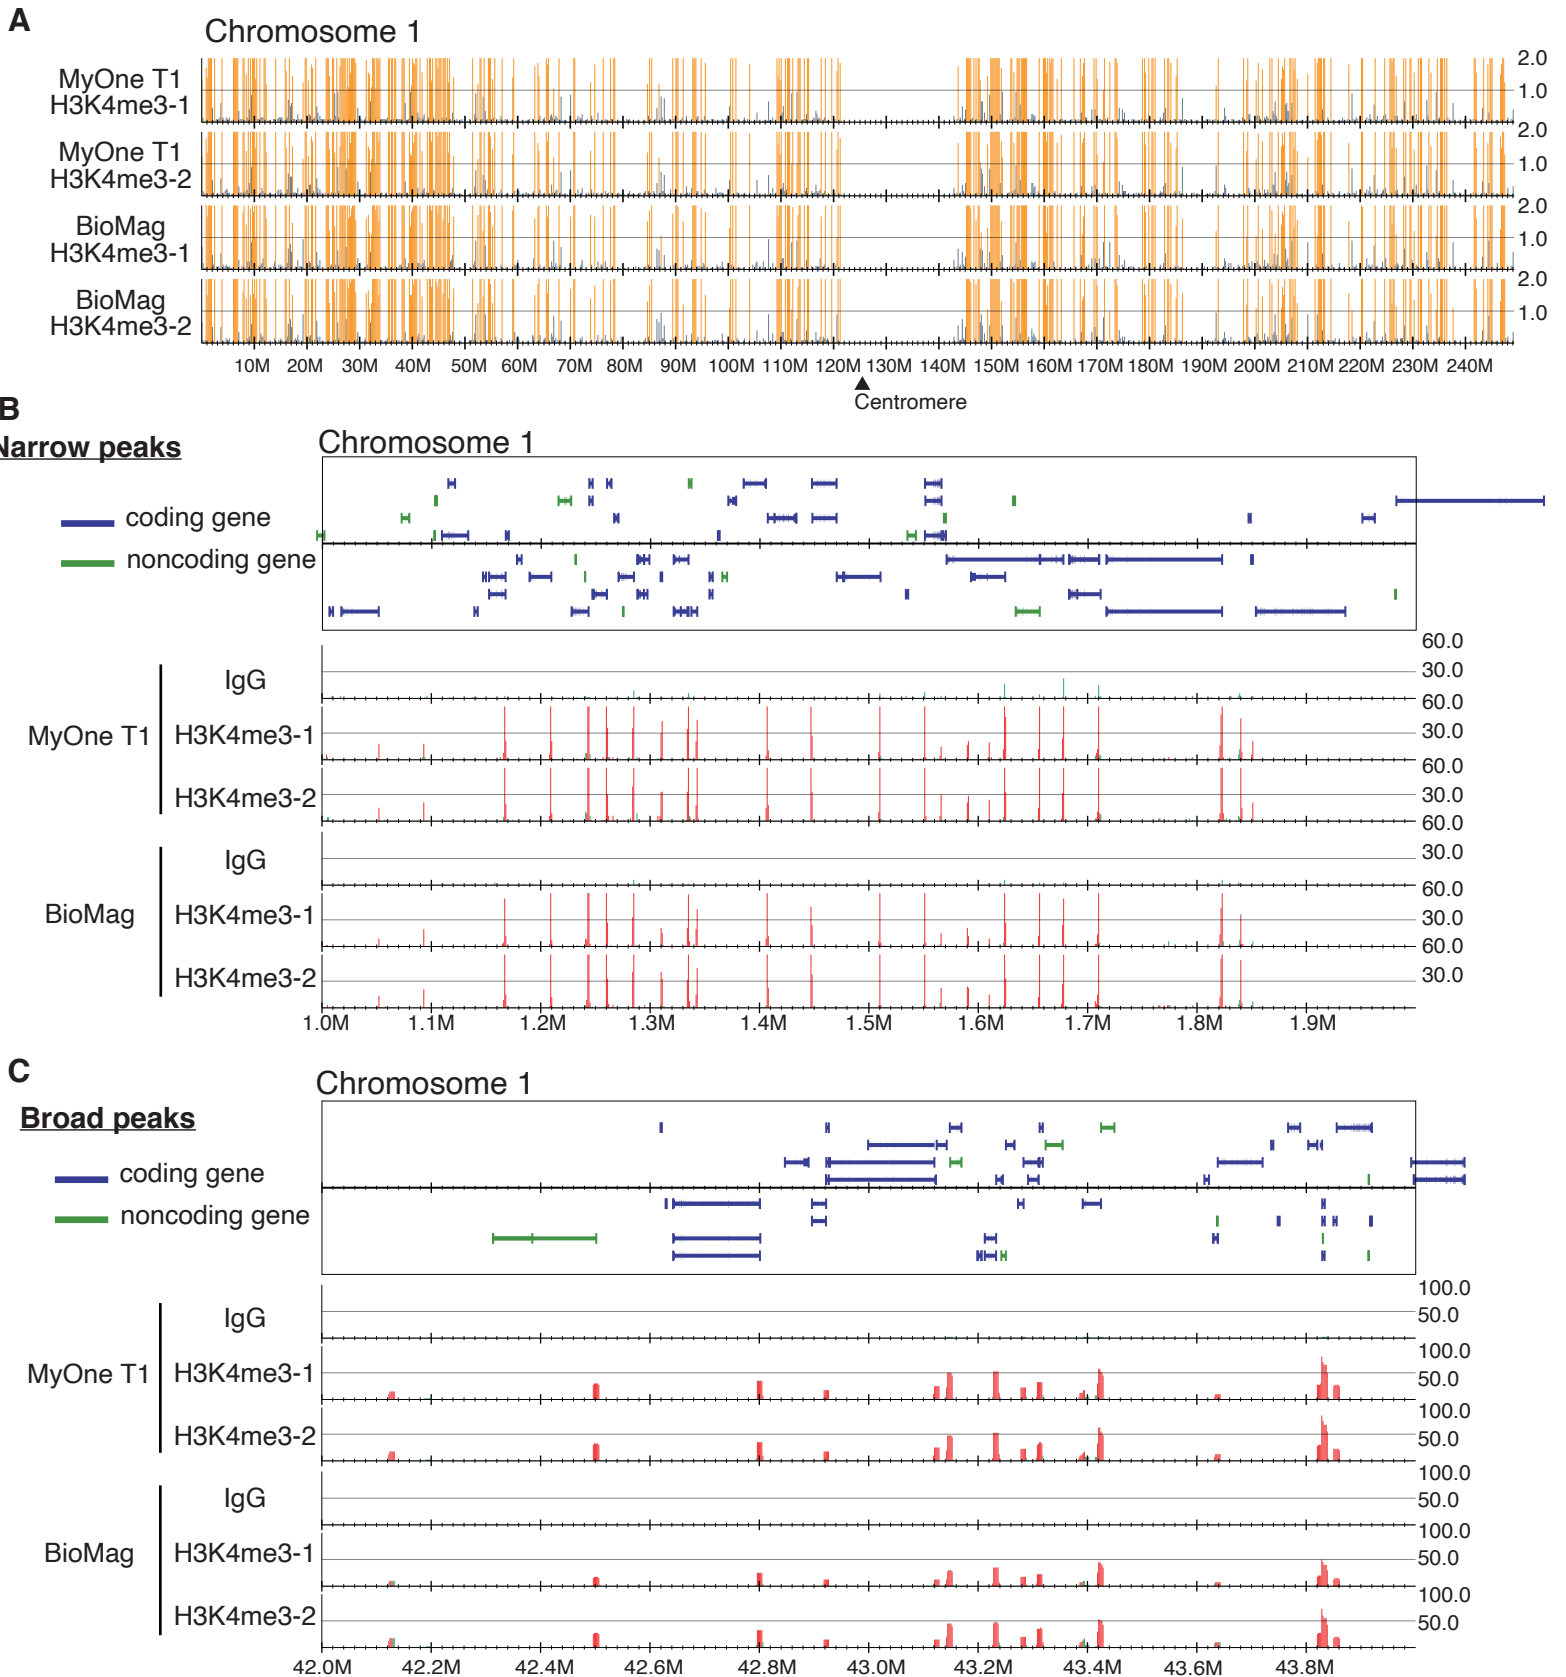 A
Chromosome 1
MyOne T1
H3K4me3-1
2.0
1.0
MyOne T1
H3K4me3-2
2.0
1.0
BioMag
H3K4me3-1
2.0
1.0
BioMag
H3K4me3-2
2.0
1.0
10M 20M 30M 40M 50M 60M 70M 80M 90M 100M 110M 120M 130M 140M 150M 160M 170M 180M 190M 200M 210M 220M 230M 240M
Centromere
B
Narrow peaks
Chromosome 1
coding gene
noncoding gene
MyOne T1
IgG
60.0
30.0
H3K4me3-1
60.0
30.0
H3K4me3-2
60.0
30.0
BioMag
IgG
60.0
30.0
H3K4me3-1
60.0
30.0
H3K4me3-2
60.0
30.0
1.0M 1.1M 1.2M 1.3M 1.4M 1.5M 1.6M 1.7M 1.8M 1.9M
C
Chromosome 1
Broad peaks
coding gene
noncoding gene
MyOne T1
IgG
100.0
50.0
H3K4me3-1
100.0
50.0
H3K4me3-2
100.0
50.0
BioMag
IgG
100.0
50.0
H3K4me3-1
100.0
50.0
H3K4me3-2
100.0
50.0
42.0M 42.2M 42.4M 42.6M 42.8M 43.0M 43.2M 43.4M 43.6M 43.8M